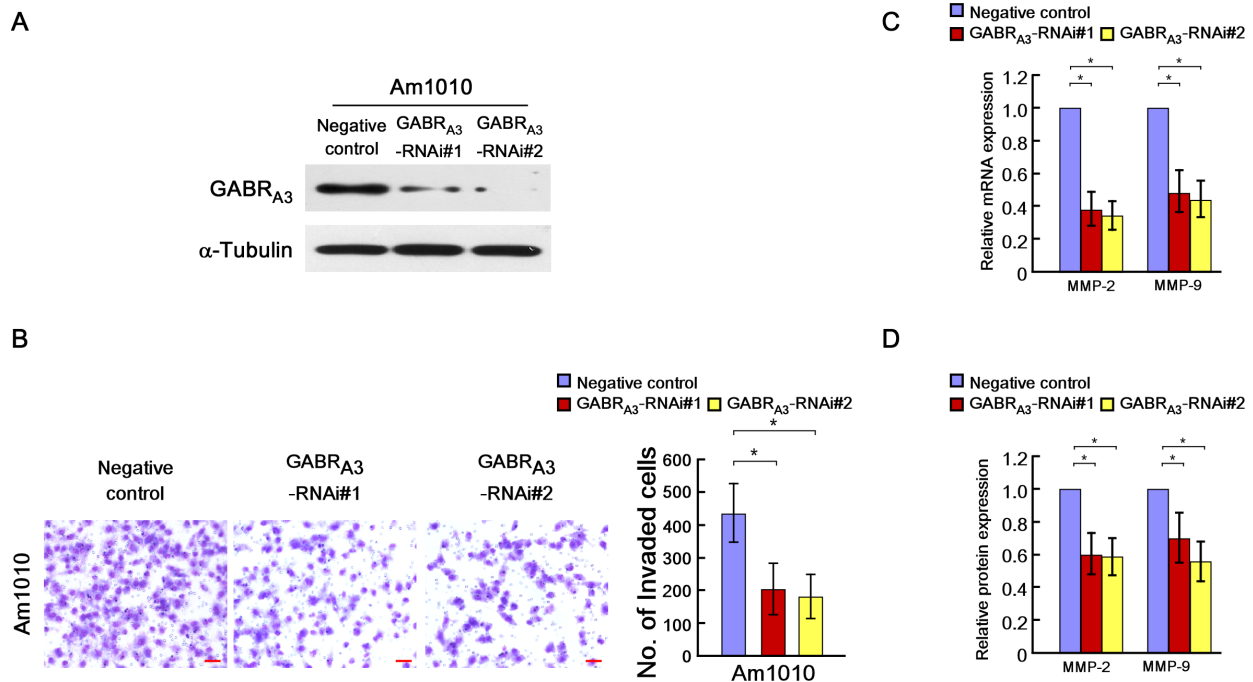 A
Am1010
Negative control
GABRA3 -RNAi#1
GABRA3 -RNAi#2
GABRA3
α-Tubulin
B
Negative control
GABRA3 -RNAi#1
GABRA3 -RNAi#2
Am1010
Negative control
GABRA3-RNAi#1 GABRA3-RNAi#2
*
*
No. of Invaded cells
600
500
400
300
200
100
0
Am1010
C
Negative control
GABRA3-RNAi#1 GABRA3-RNAi#2
* *
* *
Relative mRNA expression
1.2
1.0
0.8
0.6
0.4
0.2
0
MMP-2 MMP-9
D
Negative control
GABRA3-RNAi#1 GABRA3-RNAi#2
* *
* *
Relative protein expression
1.2
1.0
0.8
0.6
0.4
0.2
0
MMP-2 MMP-9